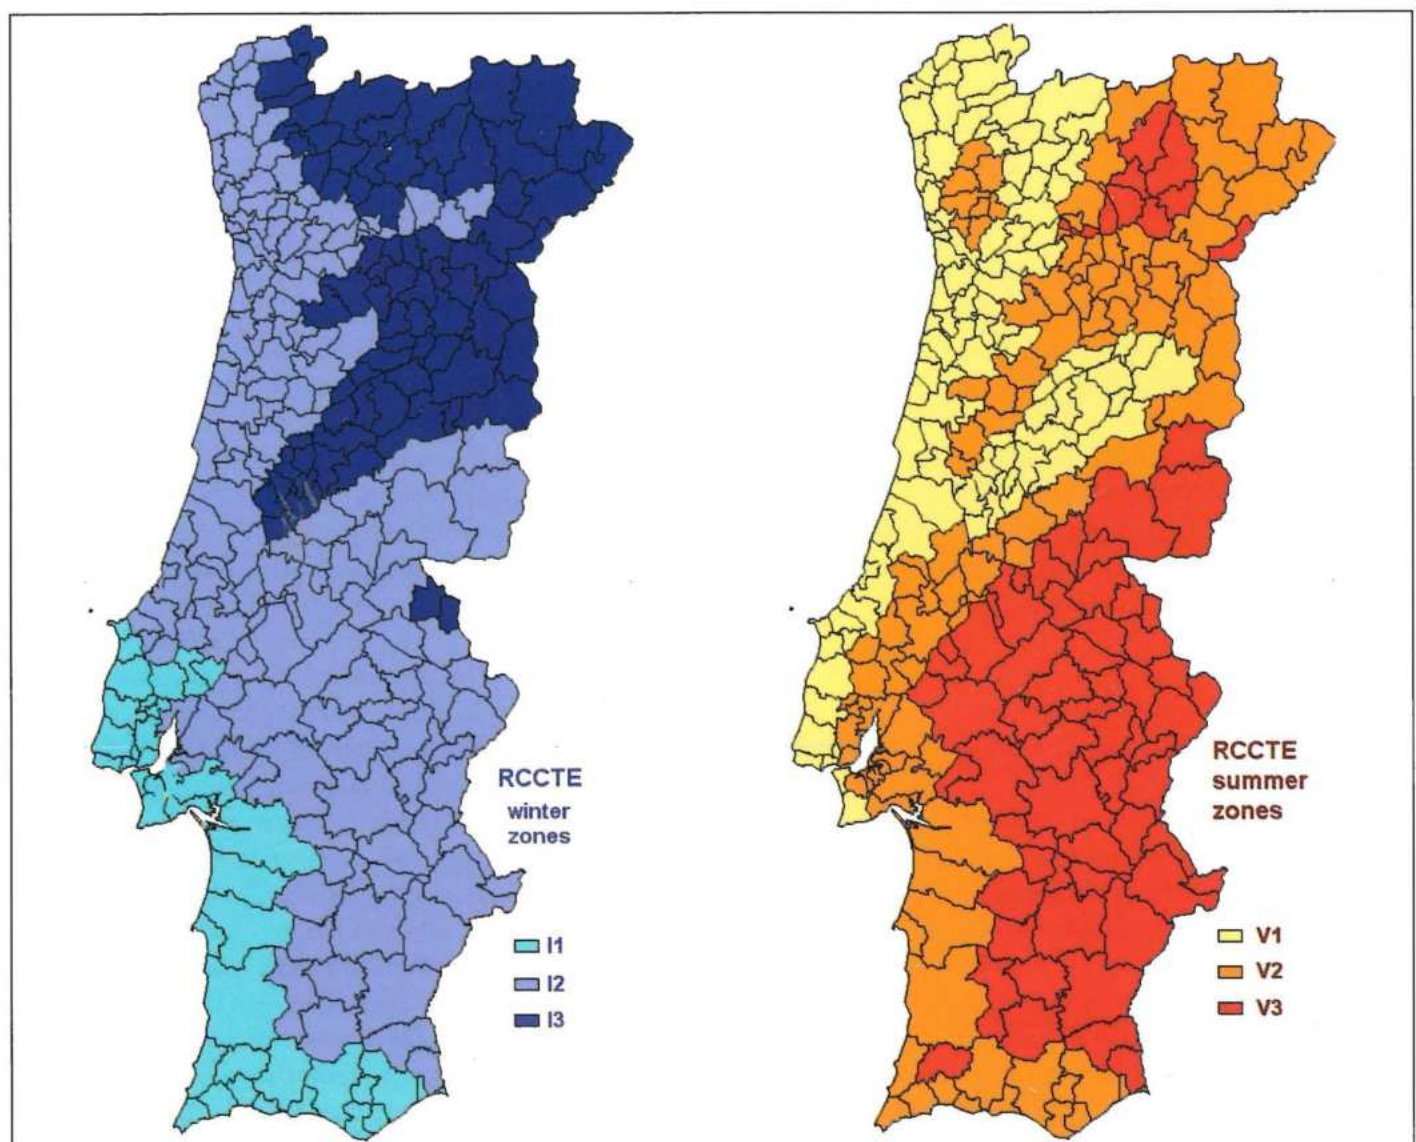 RCCTE
winter
zones
I1
I2
I3
RCCTE
summer
zones
V1
V2
V3